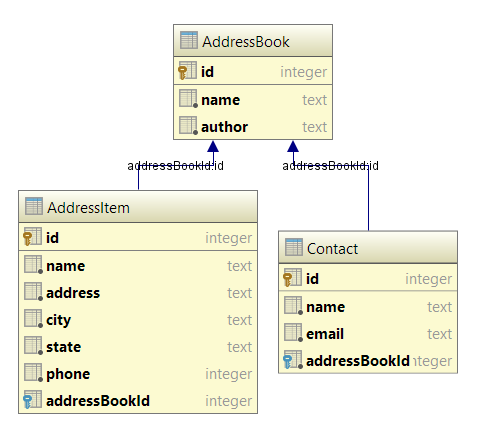 AddressBook
id integer
name text
author text
addressBookId:id addressBookId:id
AddressItem
id integer
name text
address text
city text
state text
phone integer
addressBookId integer
Contact
id integer
name text
email text
addressBookId integer